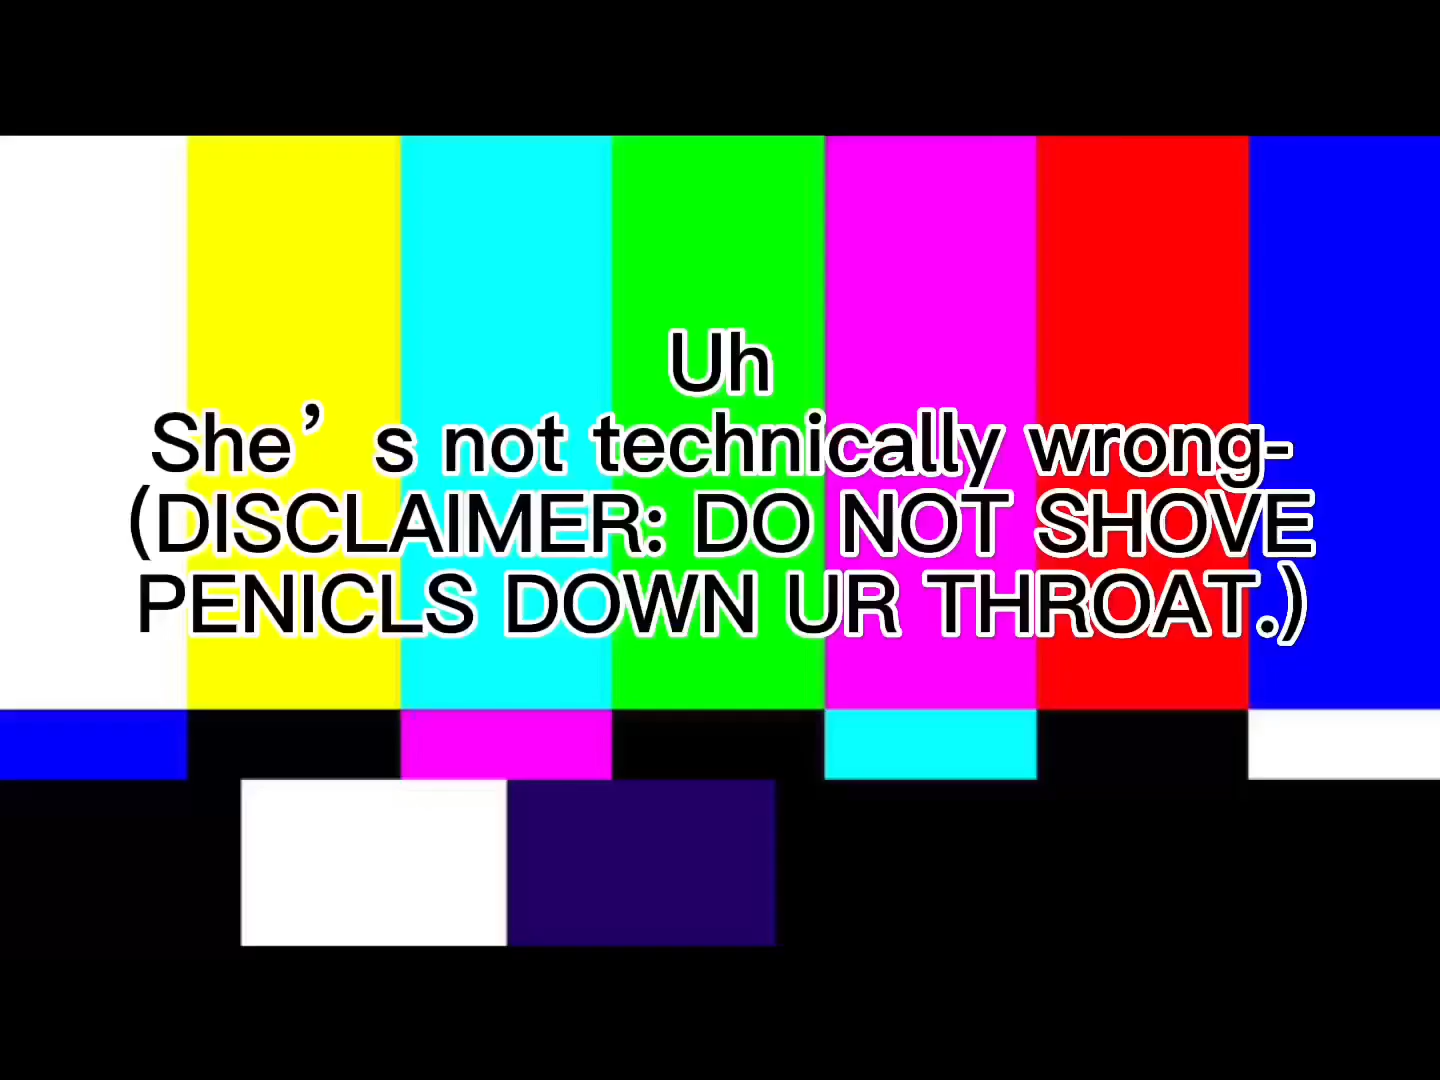 Uh
She’s not technically wrong-
(DISCLAIMER: DO NOT SHOVE
PENICLS DOWN UR THROAT.)